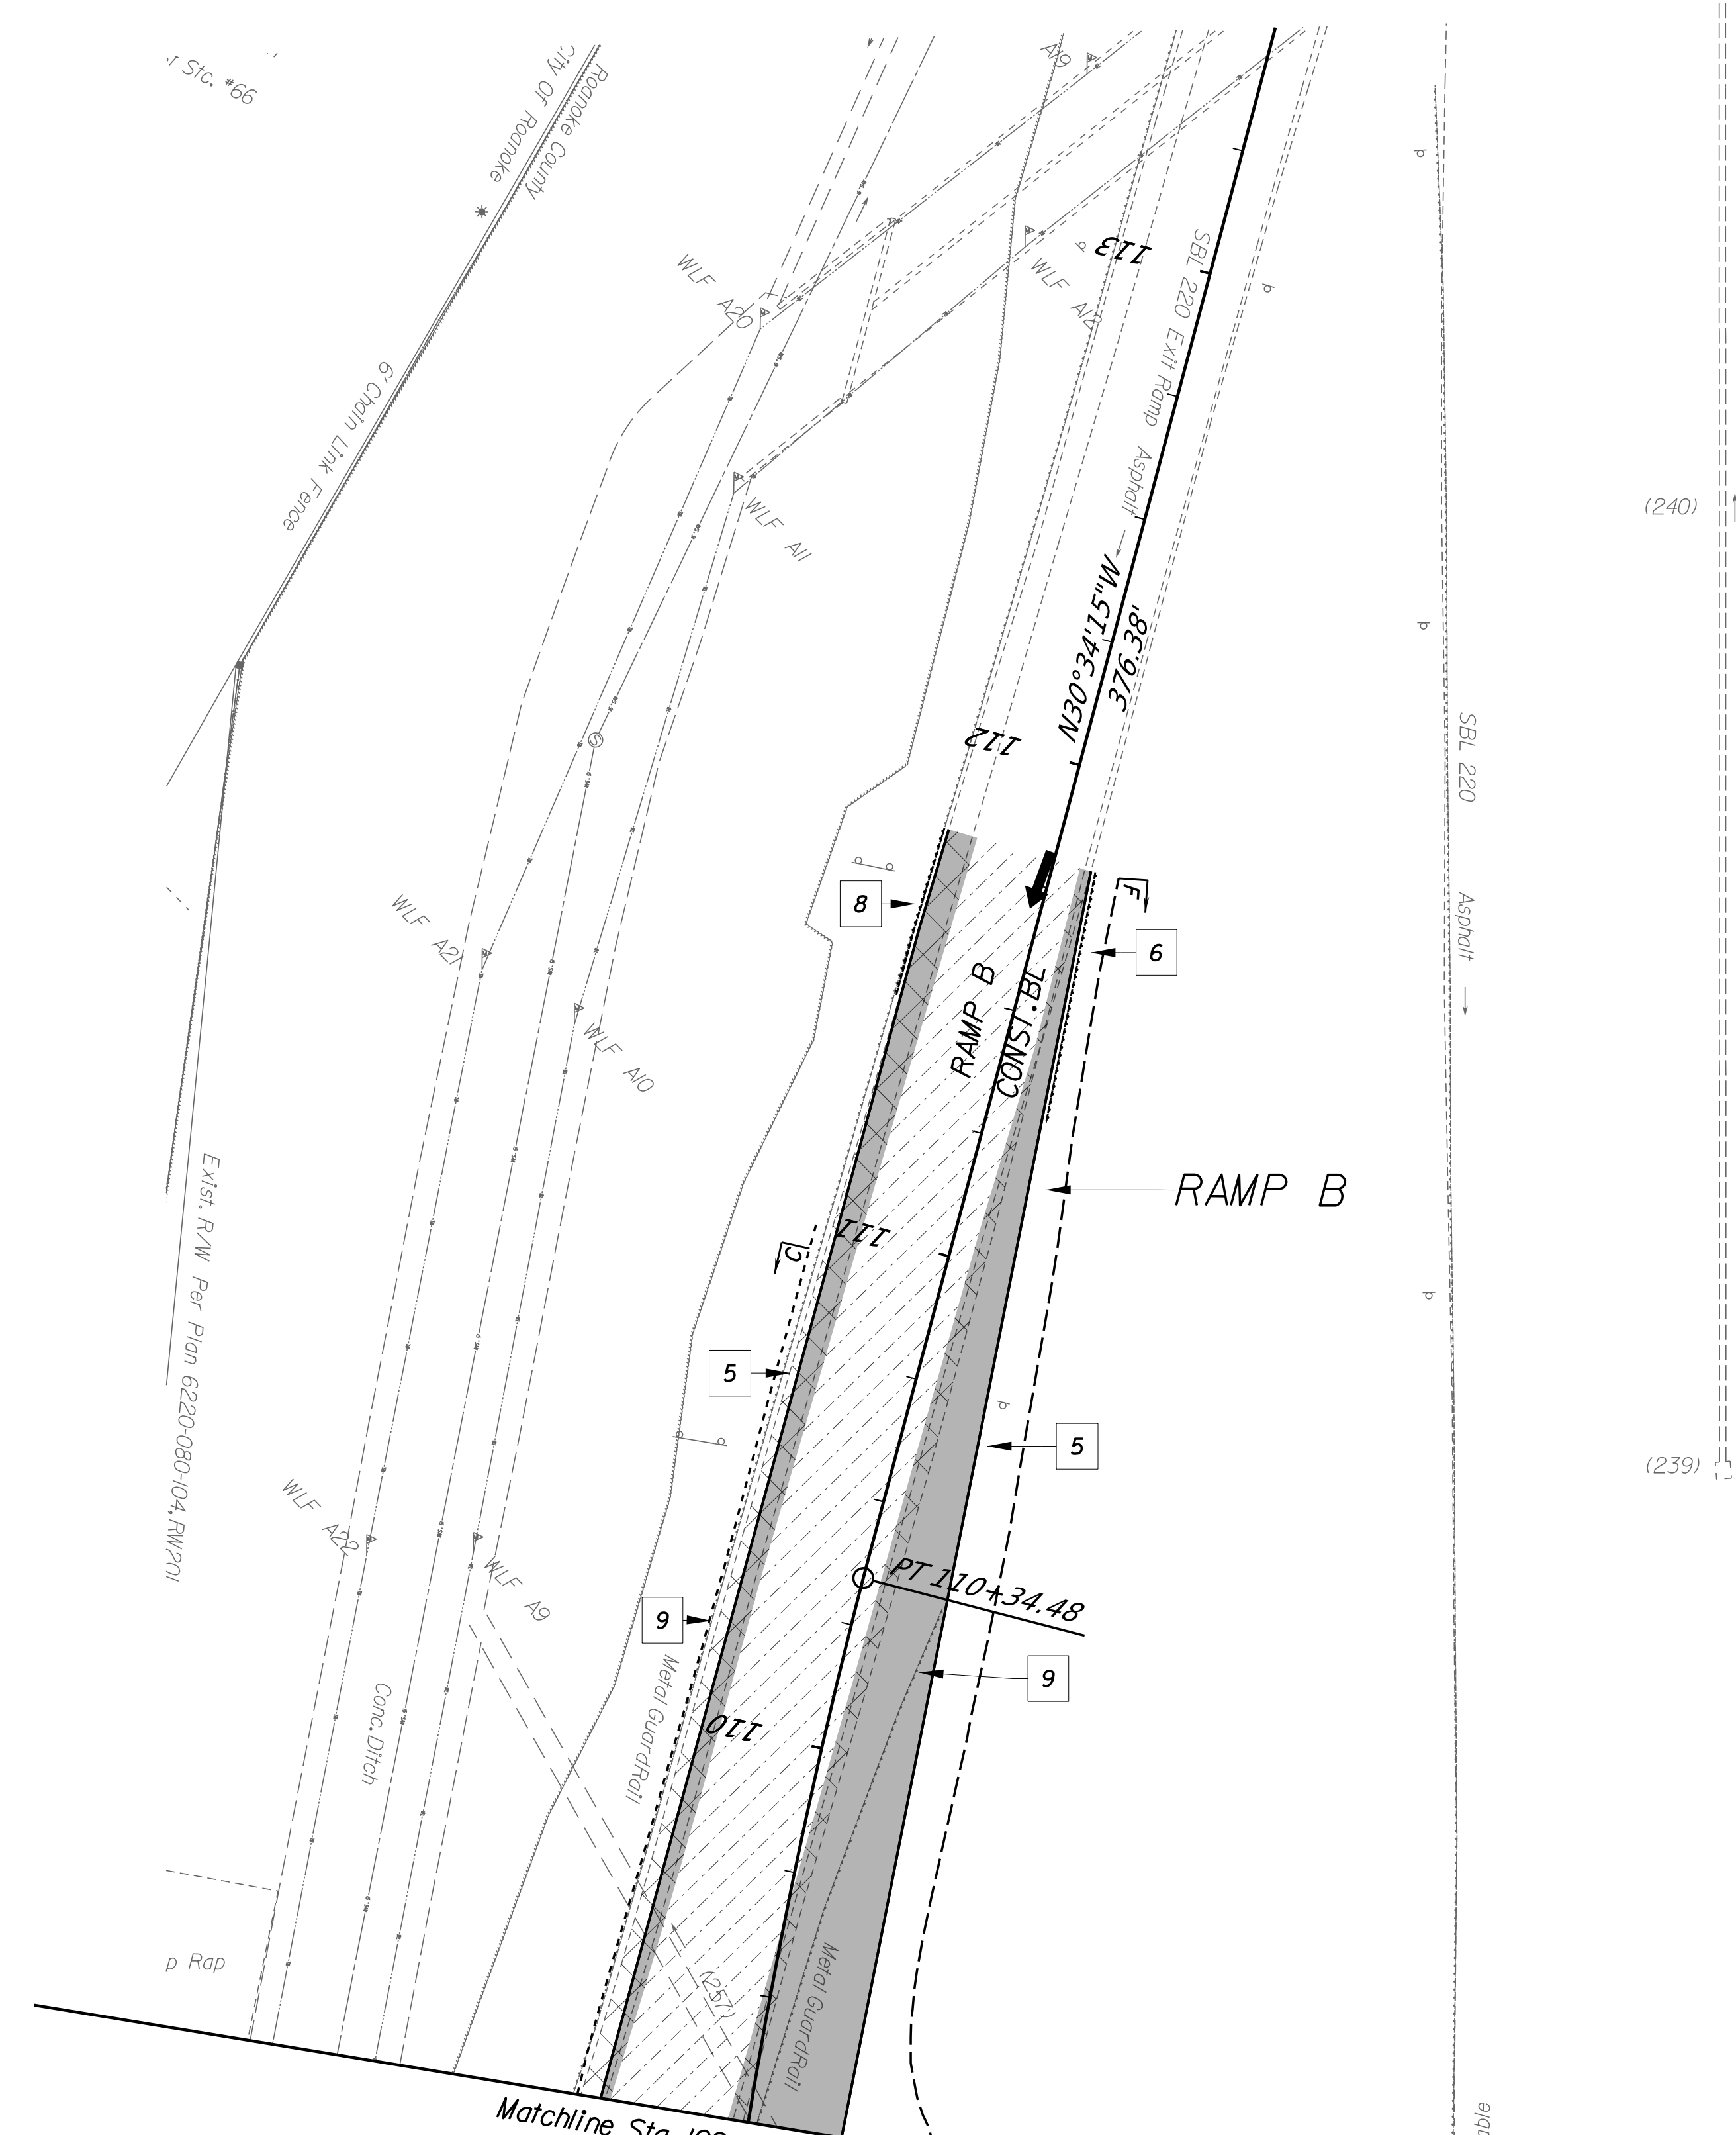 Stc. #66
City Of Roanoke
Roanoke County
6' Chain Link Fence
A19
WLF A20
WLF A12
113
SBL 220 Exit Ramp Asphalt
WLF A11
N30°34'15"W
376.38'
(240)
112
SBL 220 Asphalt
S
8
F
6
WLF A21
WLF A10
RAMP B
CONST. BL
RAMP B
111
C
5
5
Exist. R/W Per Plan 6220-080-104, RW201
(239)
WLF A22
WLF A9
PT 110+34.48
9
9
Metal GuardRail
110
Conc. Ditch
p Rap
(257)
Metal GuardRail
Matchline Sta.